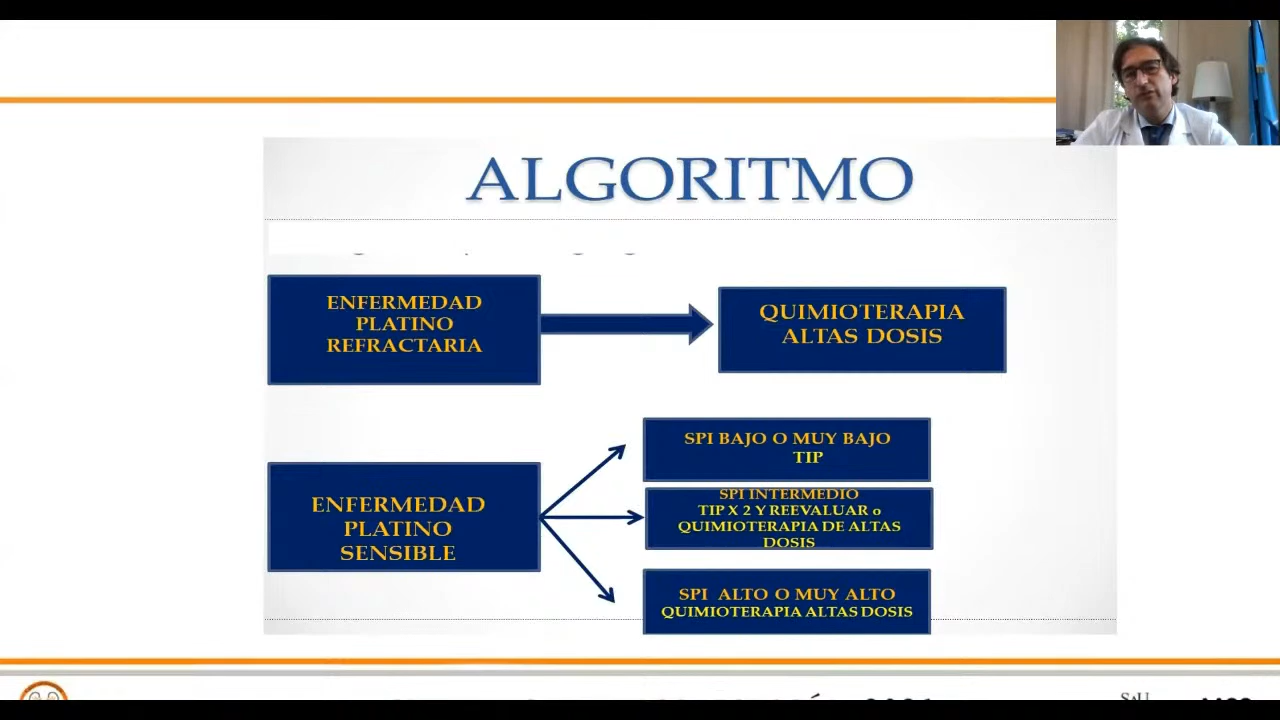 ALGORITMO
ENFERMEDAD
PLATINO
REFRACTARIA
QUIMIOTERAPIA
ALTAS DOSIS
ENFERMEDAD
PLATINO
SENSIBLE
SPI BAJO O MUY BAJO
TIP
SPI INTERMEDIO
TIP X 2 Y REEVALUAR o
QUIMIOTERAPIA DE ALTAS
DOSIS
SPI ALTO O MUY ALTO
QUIMIOTERAPIA ALTAS DOSIS